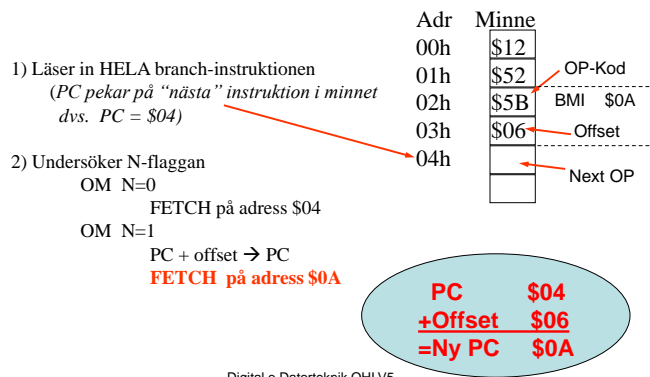 Adr Minne
00h $12
1) Läser in HELA branch-instruktionen
01h $52
OP-Kod
(PC pekar på “nästa” instruktion i minnet
02h $5B BMI $0A
dvs. PC = $04)
03h $06 Offset
2) Undersöker N-flaggan
04h
Next OP
OM N=0
FETCH på adress $04
OM N=1
PC + offset → PC
FETCH på adress $0A
PC $04
+Offset $06
=Ny PC $0A